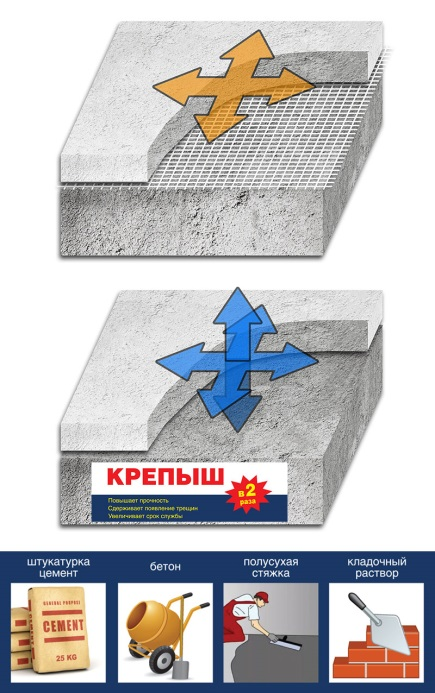 КРЕПЫШ
в 2
раза
Повышает прочность
Сдерживает появление трещин
Увеличивает срок службы
штукатурка
цемент
бетон
полусухая
стяжка
кладочный
раствор
GENERAL PURPOSE
CEMENT
25 KG